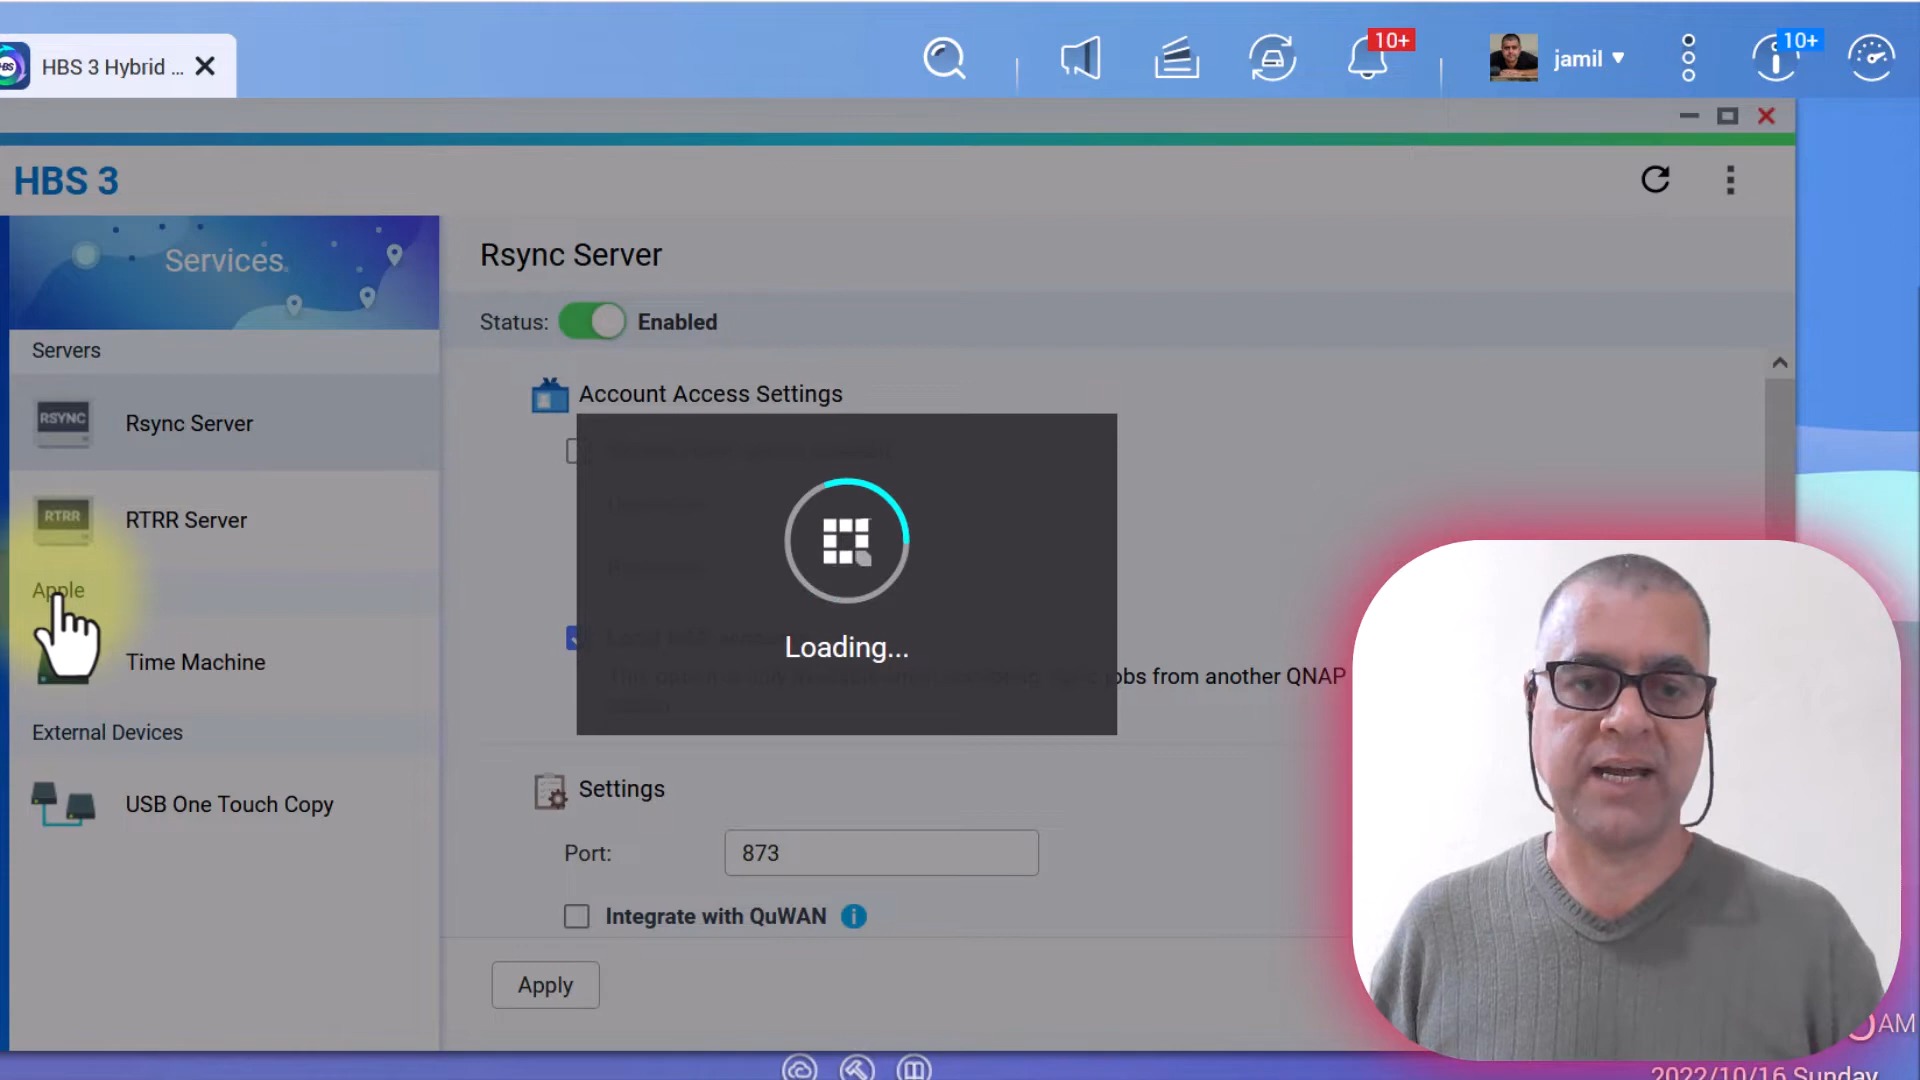 HBS 3 Hybrid ...
10+
jamil
10+
HBS 3
Services
Rsync Server
Status: Enabled
Servers
Account Access Settings
RSYNC
Rsync Server
RTRR
RTRR Server
Apple
Loading...
Time Machine
jobs from another QNAP
External Devices
Settings
USB One Touch Copy
Port: 873
Integrate with QuWAN
Apply
AM
2022/10/16 Sunday